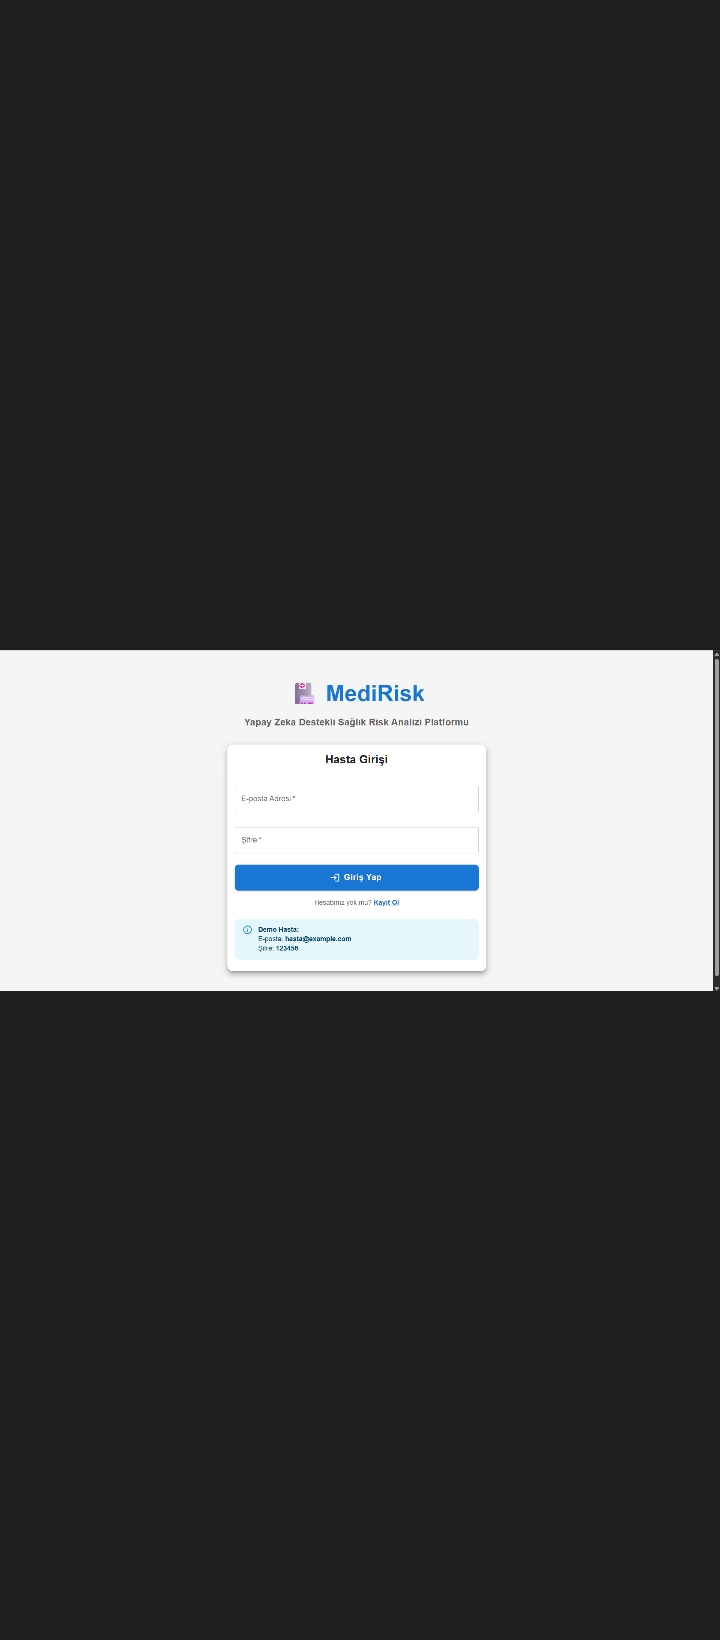 MediRisk
Yapay Zeka Destekli Sağlık Risk Analizi Platformu
Hasta Girişi
E-posta Adresi *
Şifre *
Giriş Yap
Hesabınız yok mu? Kayıt Ol
Demo Hasta:
E-posta: hasta@example.com
Şifre: 123456